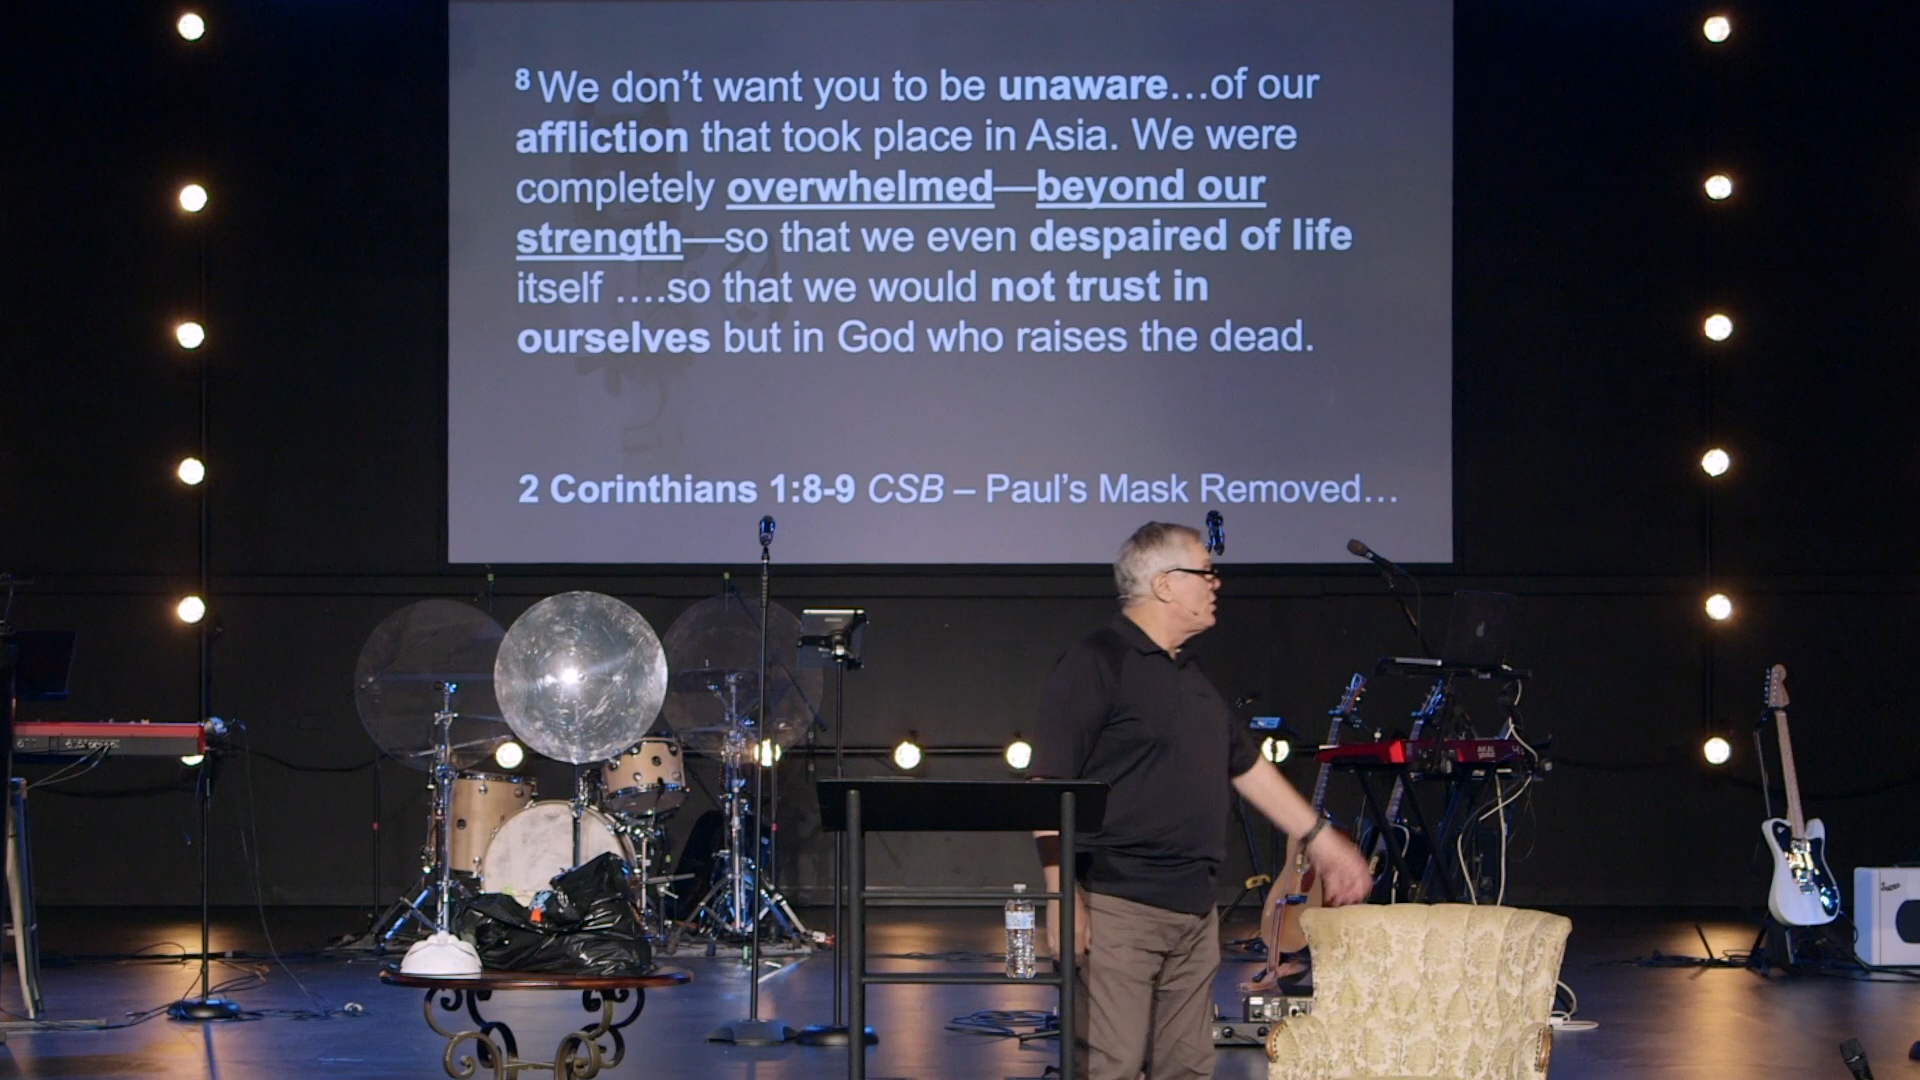 8 We don't want you to be unaware…of our
affliction that took place in Asia. We were
completely overwhelmed—beyond our
strength—so that we even despaired of life
itself ….so that we would not trust in
ourselves but in God who raises the dead.
2 Corinthians 1:8-9 CSB – Paul's Mask Removed…
AKAI